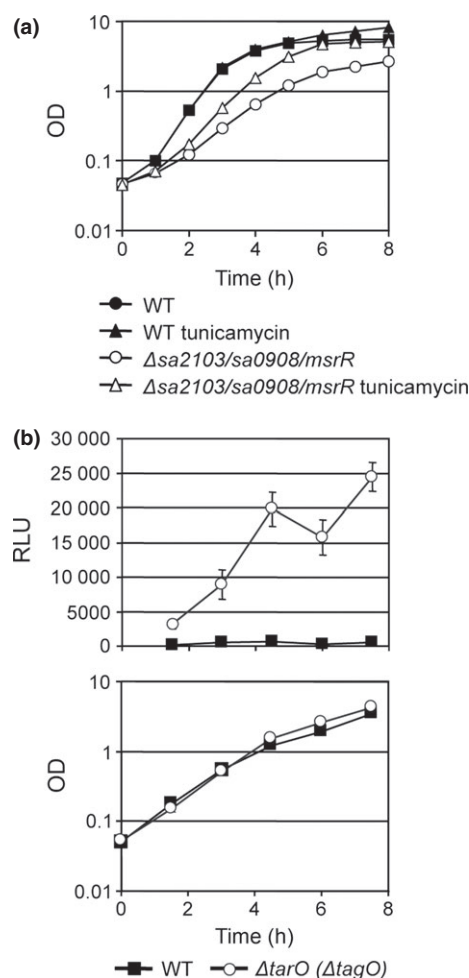 (a)
10
1
0.1
0.01
OD
0 2 4 6 8
Time (h)
WT
WT tunicamycin
Δsa2103/sa0908/msrR
Δsa2103/sa0908/msrR tunicamycin
(b)
30 000
25 000
20 000
15 000
10 000
5000
0
RLU
10
1
0.1
0.01
OD
0 2 4 6 8
Time (h)
WT ΔtarO (ΔtagO)